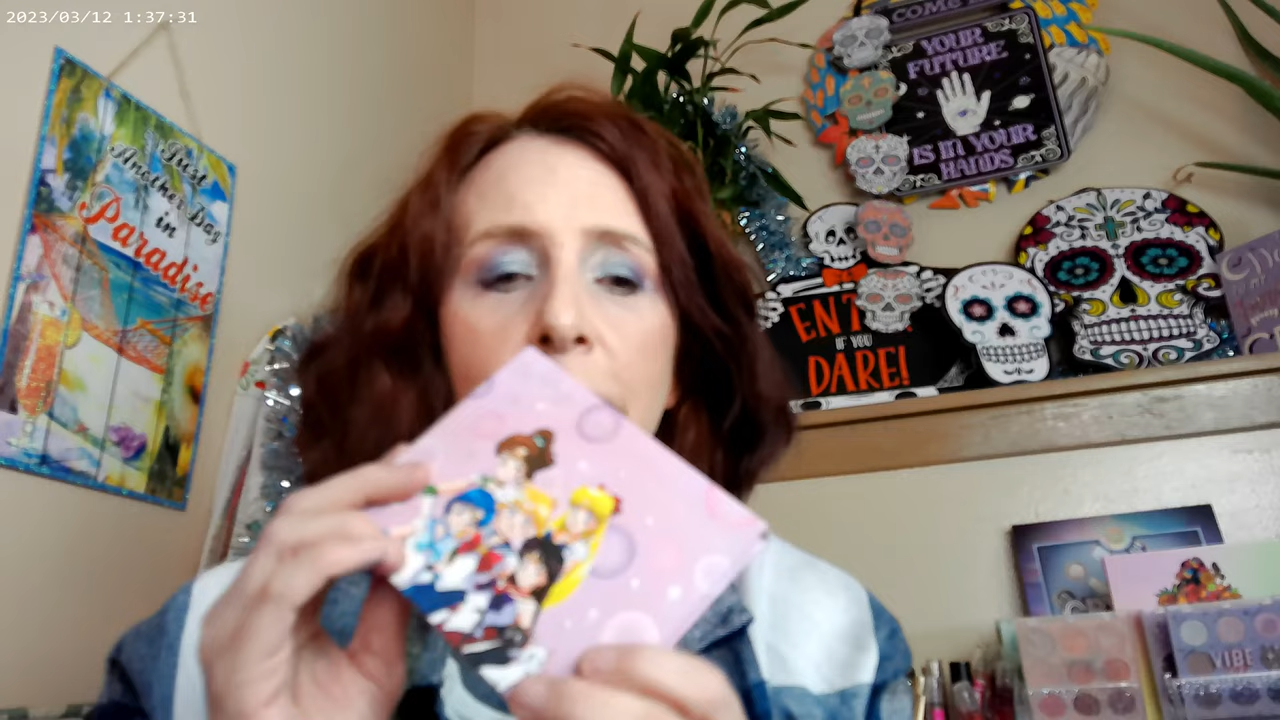 2023/03/12 1:37:31
Just
Another Day
in
Paradise
COME
YOUR
FUTURE
IS IN YOUR
HANDS
ENT
IF YOU
DARE!
VIBE